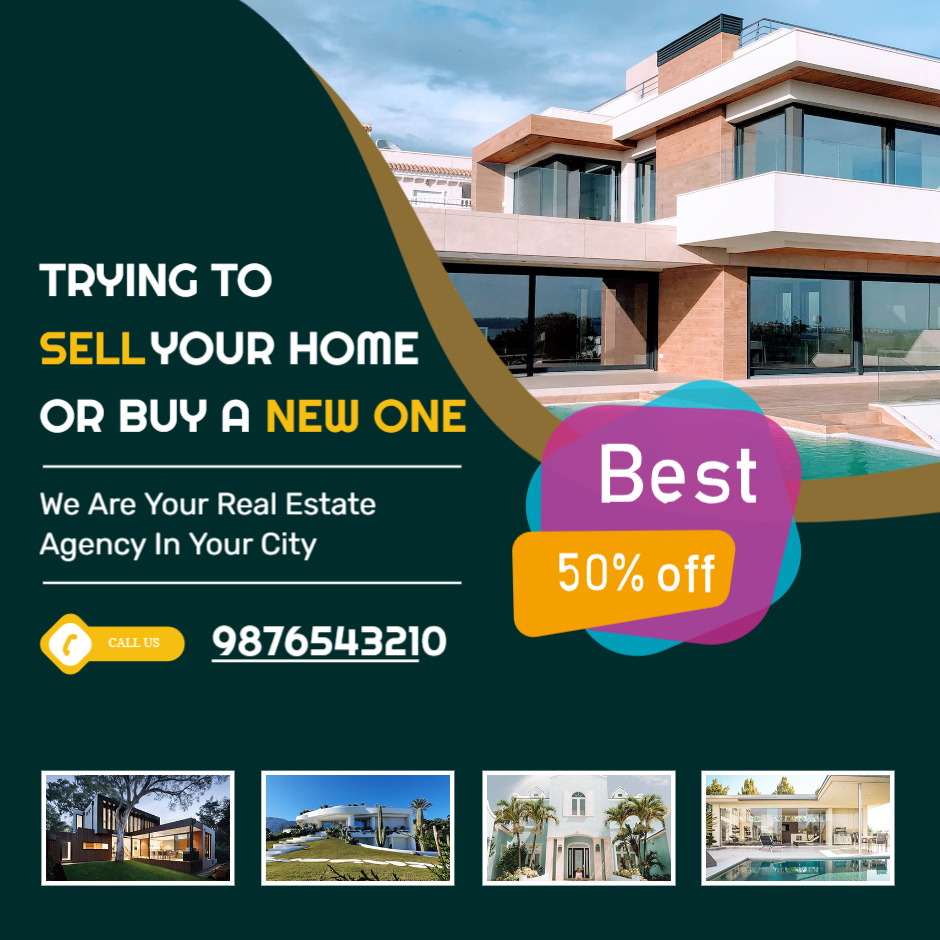 TRYING TO
SELL YOUR HOME
OR BUY A NEW ONE
We Are Your Real Estate
Agency In Your City
CALL US
9876543210
Best
50% off